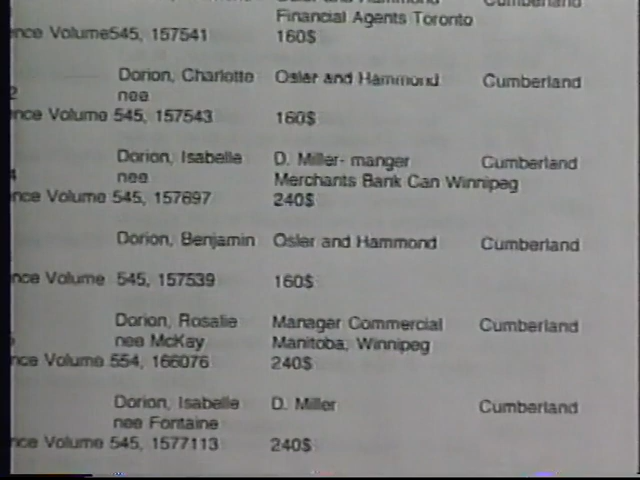 Financial Agents Toronto
nce Volume545, 157541 160$
Dorion, Charlotte Osler and Hammond Cumberland
2 nee
nce Volume 545, 157543 160$
Dorion, Isabelle D. Miller- manger Cumberland
nee Merchants Bank Can Winnipeg
nce Volume 545, 157697 240$
Dorion, Benjamin Osler and Hammond Cumberland
nce Volume 545, 157539 160$
Dorion, Rosalie Manager Commercial Cumberland
nee McKay Manitoba, Winnipeg
nce Volume 554, 166076 240$
Dorion, Isabelle D. Miller Cumberland
nee Fontaine
nce Volume 545, 1577113 240$